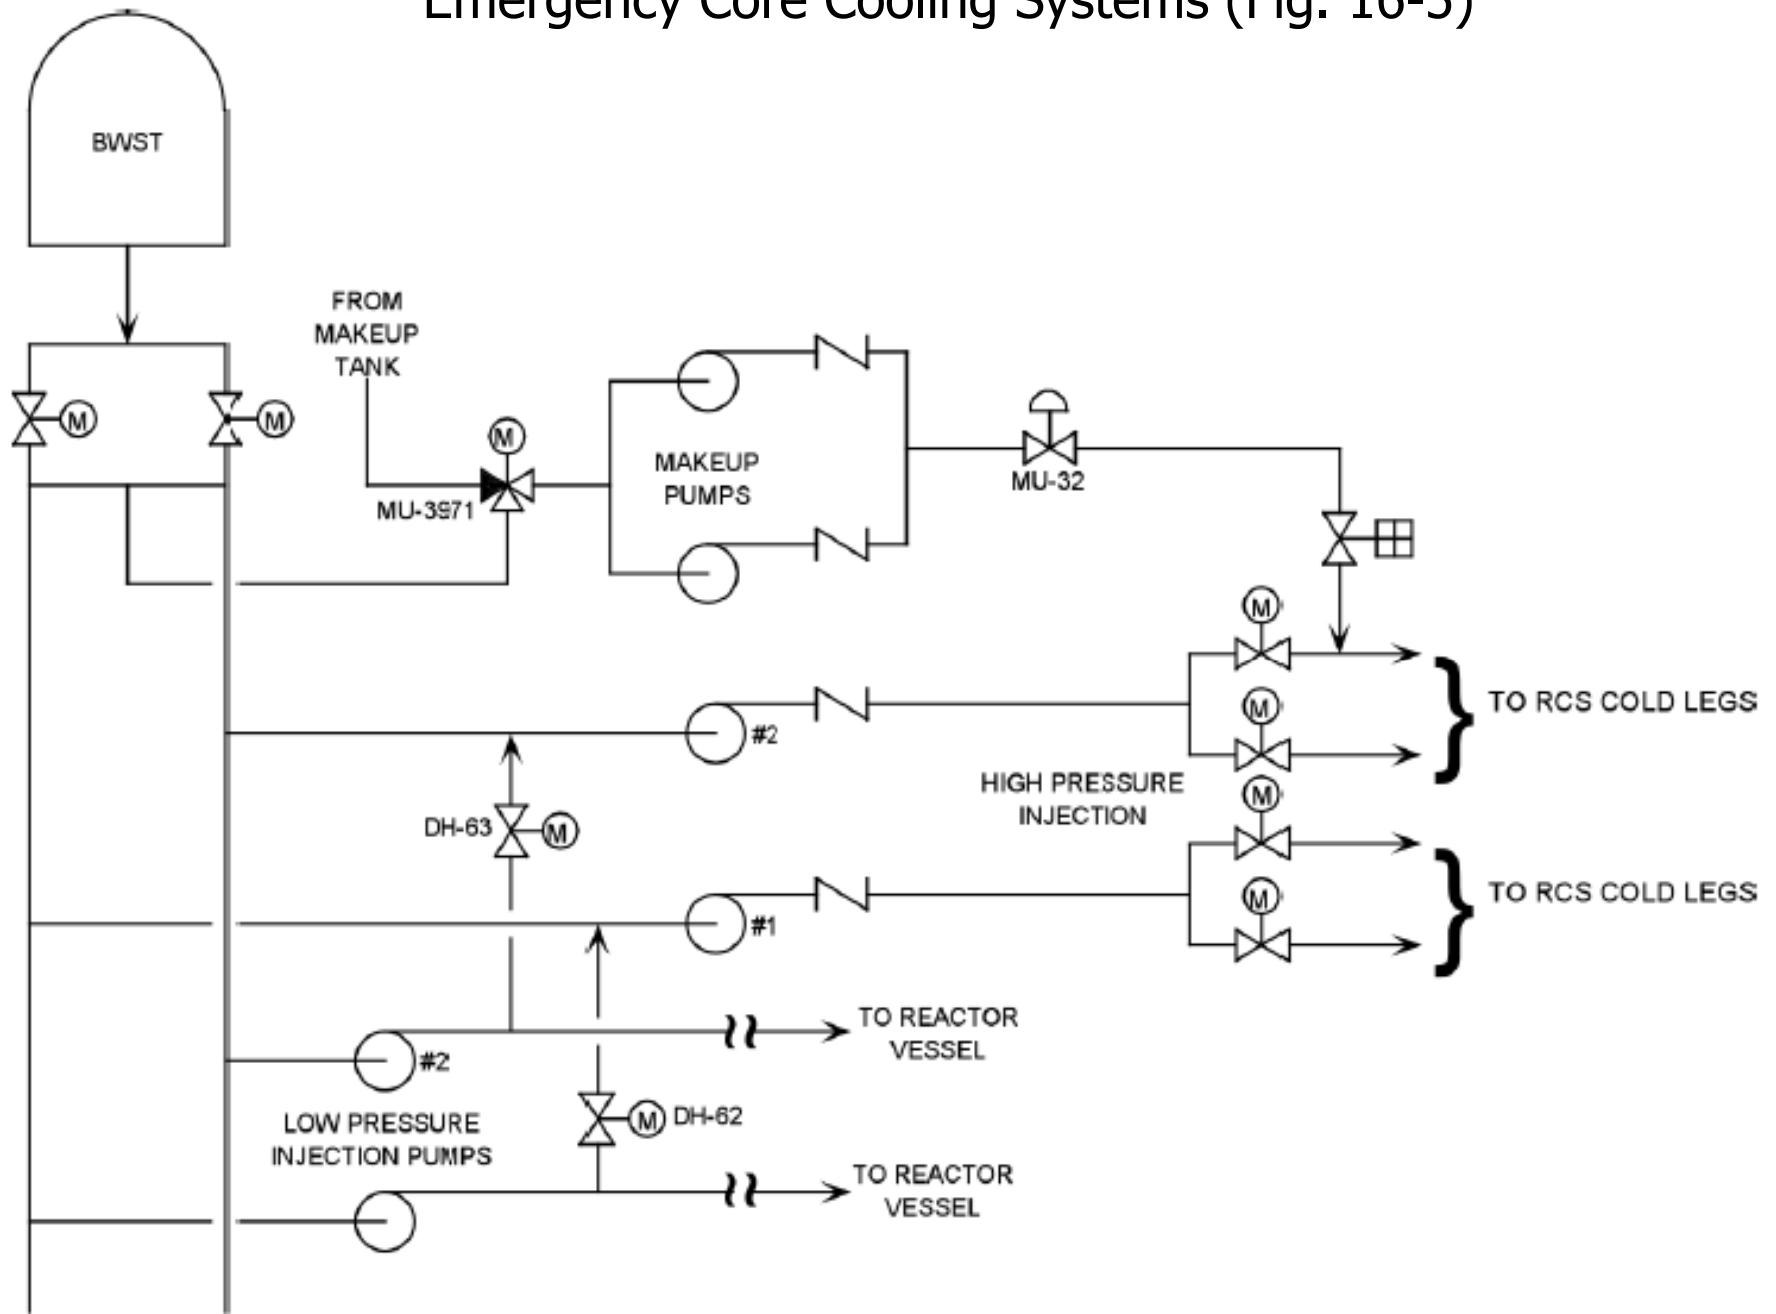 Emergency Core Cooling Systems (Fig. 16-5)
BWST
FROM
MAKEUP
TANK
M
M
M
MU-3971
MAKEUP
PUMPS
MU-32
M
TO RCS COLD LEGS
M
#2
HIGH PRESSURE
INJECTION
M
DH-63
M
TO RCS COLD LEGS
M
#1
TO REACTOR
VESSEL
#2
LOW PRESSURE
INJECTION PUMPS
M
DH-62
TO REACTOR
VESSEL